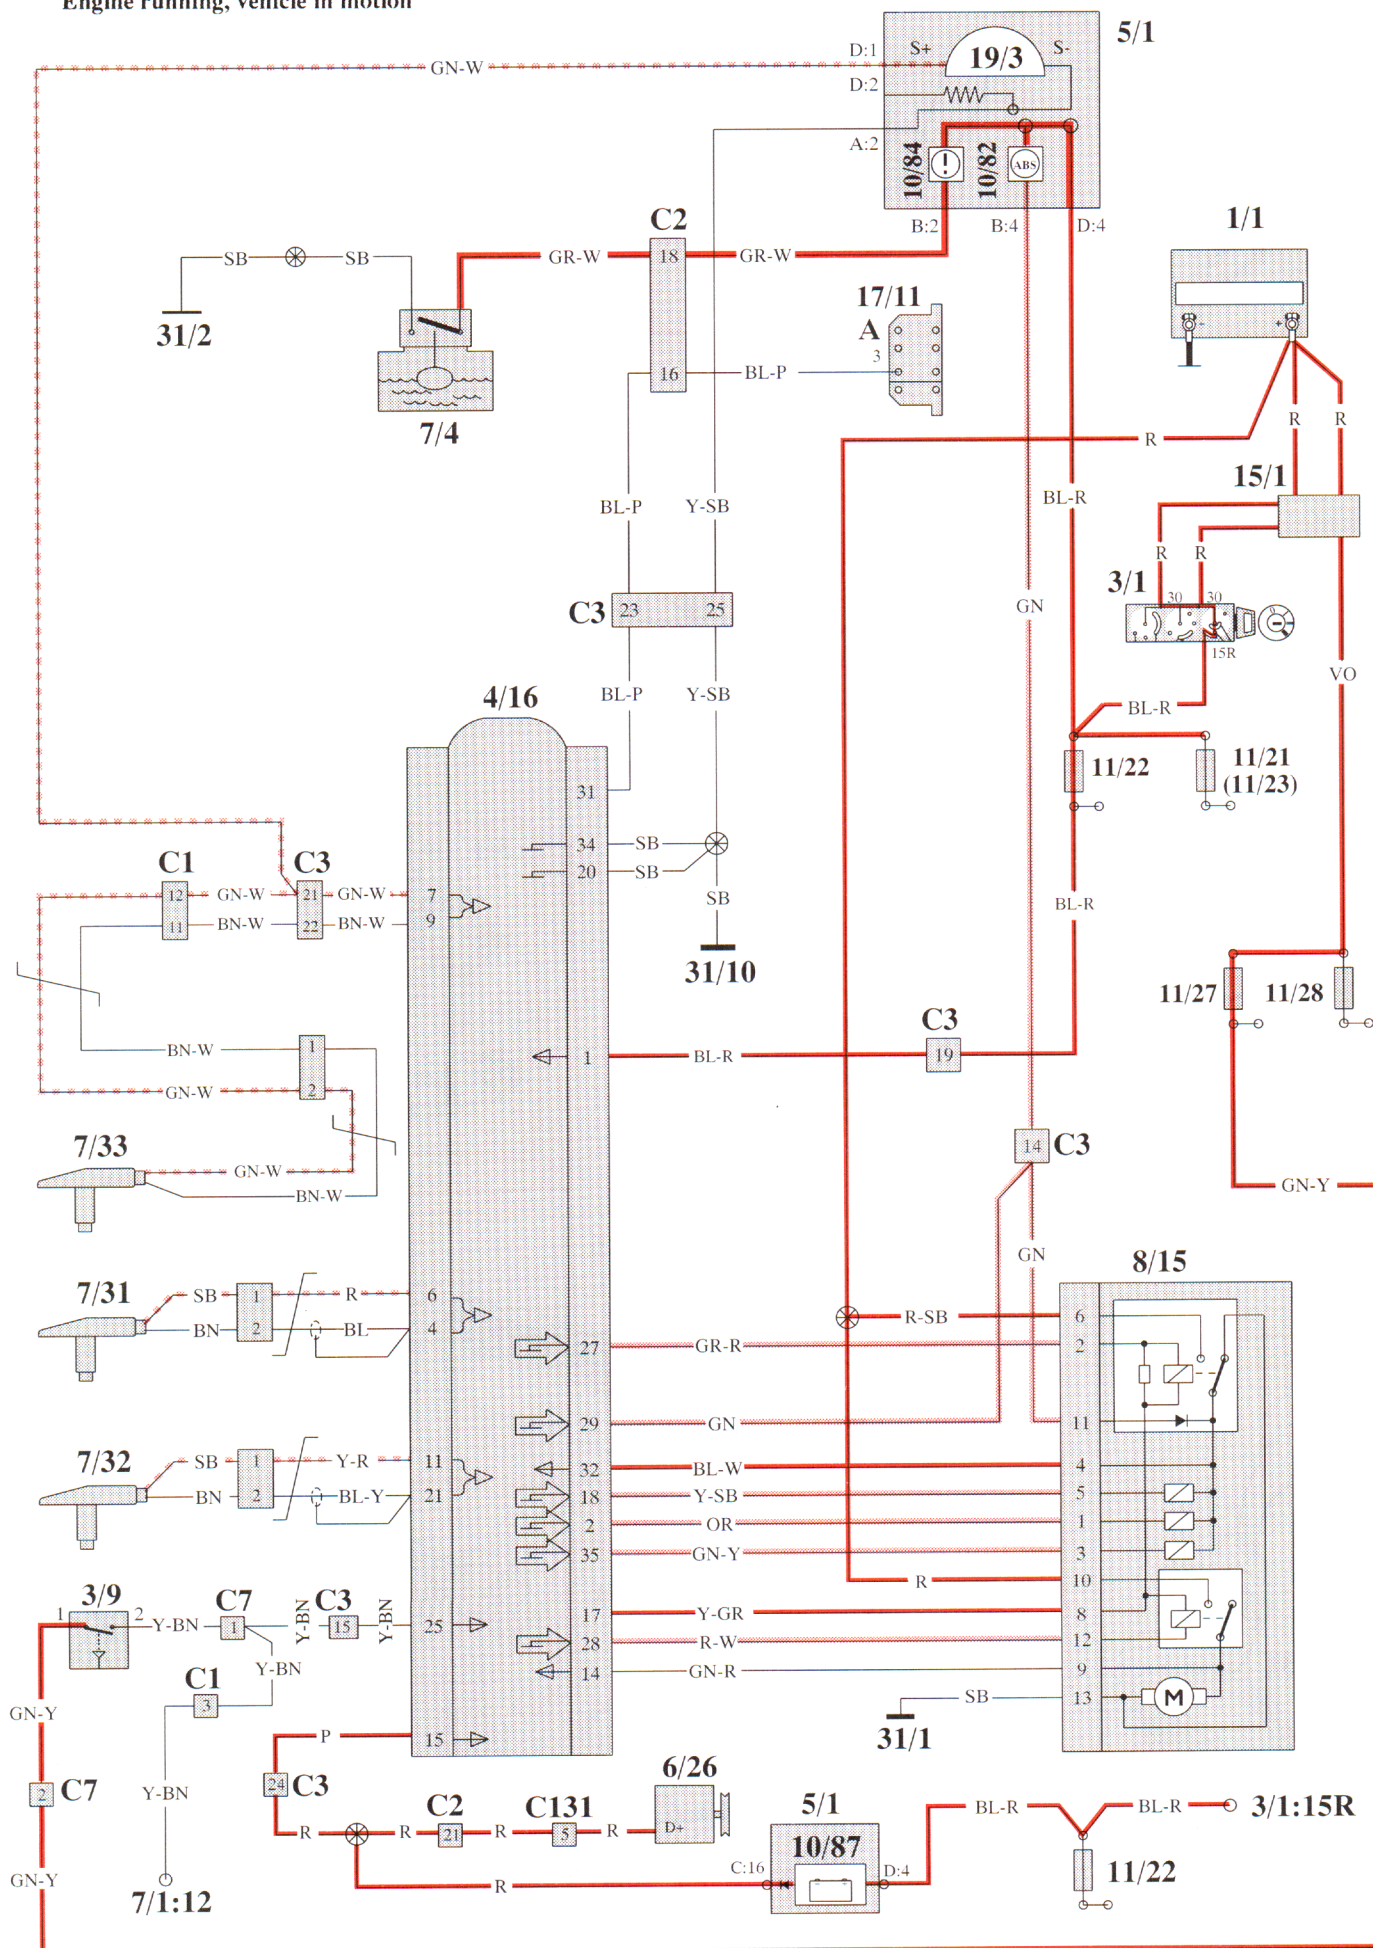 Engine running, vehicle in motion
5/1
D:1
S+
19/3
S-
GN-W
D:2
A:2
10/84
10/82
ABS
B:2
B:4
D:4
C2
1/1
SB
SB
GR-W
18
GR-W
- +
31/2
17/11
A
3
16
BL-P
7/4
R
R
R
15/1
BL-P
Y-SB
BL-R
R
R
3/1
30
30
C3
23
25
GN
15R
VO
BL-P
Y-SB
4/16
BL-R
11/22
11/21
(11/23)
31
34
SB
20
SB
C1
C3
12
GN-W
21
GN-W
7
SB
BL-R
11
BN-W
22
BN-W
9
31/10
11/27
11/28
C3
BN-W
1
1
BL-R
19
GN-W
2
7/33
14
C3
GN-W
BN-W
GN-Y
GN
8/15
7/31
SB
1
R
6
BN
2
BL
4
R-SB
6
27
GR-R
2
29
GN
11
7/32
SB
1
Y-R
11
32
BL-W
4
BN
2
BL-Y
21
18
Y-SB
5
2
OR
1
35
GN-Y
3
R
10
3/9
C7
C3
1
2
Y-BN
1
Y-BN
15
Y-BN
25
17
Y-GR
8
28
R-W
12
Y-BN
14
GN-R
9
C1
3
SB
13
M
GN-Y
P
15
31/1
2
C7
24
C3
6/26
Y-BN
C2
C131
5/1
BL-R
BL-R
3/1:15R
R
R
21
R
5
R
D+
10/87
GN-Y
C:16
D:4
R
11/22
7/1:12